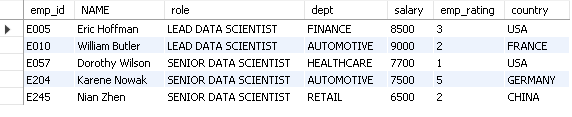 emp_id NAME role dept salary emp_rating country
E005 Eric Hoffman LEAD DATA SCIENTIST FINANCE 8500 3 USA
E010 William Butler LEAD DATA SCIENTIST AUTOMOTIVE 9000 2 FRANCE
E057 Dorothy Wilson SENIOR DATA SCIENTIST HEALTHCARE 7700 1 USA
E204 Karene Nowak SENIOR DATA SCIENTIST AUTOMOTIVE 7500 5 GERMANY
E245 Nian Zhen SENIOR DATA SCIENTIST RETAIL 6500 2 CHINA